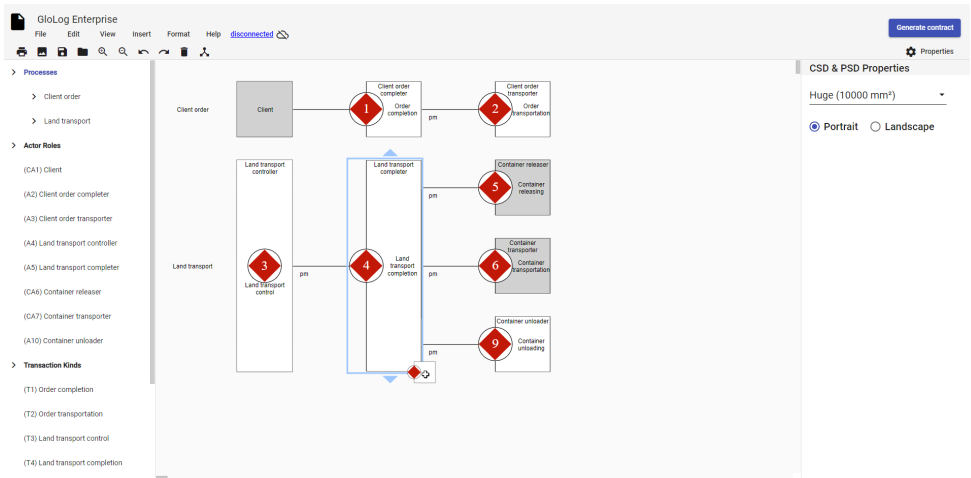 GloLog Enterprise
File Edit View Insert Format Help disconnected
Generate contract
Properties
Processes
Client order
Land transport
Actor Roles
(CA1) Client
(A2) Client order completer
(A3) Client order transporter
(A4) Land transport controller
(A5) Land transport completer
(CA6) Container releaser
(CA7) Container transporter
(A10) Container unloader
Transaction Kinds
(T1) Order completion
(T2) Order transportation
(T3) Land transport control
(T4) Land transport completion
Client order
Client
Client order
completer
1
Order
completion
pm
Client order
transporter
2
Order
transportation
Land transport
Land transport
controller
3
Land transport
control
pm
Land transport
completer
4
Land
transport
completion
pm
Container releaser
5
Container
releasing
pm
Container
transporter
6
Container
transportation
pm
Container unloader
9
Container
unloading
CSD & PSD Properties
Huge (10000 mm²)
Portrait Landscape